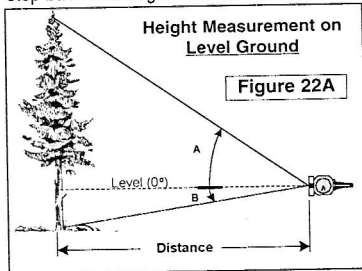 Height Measurement on
Level Ground
Figure 22A
A
Level (0°)
B
A
Distance